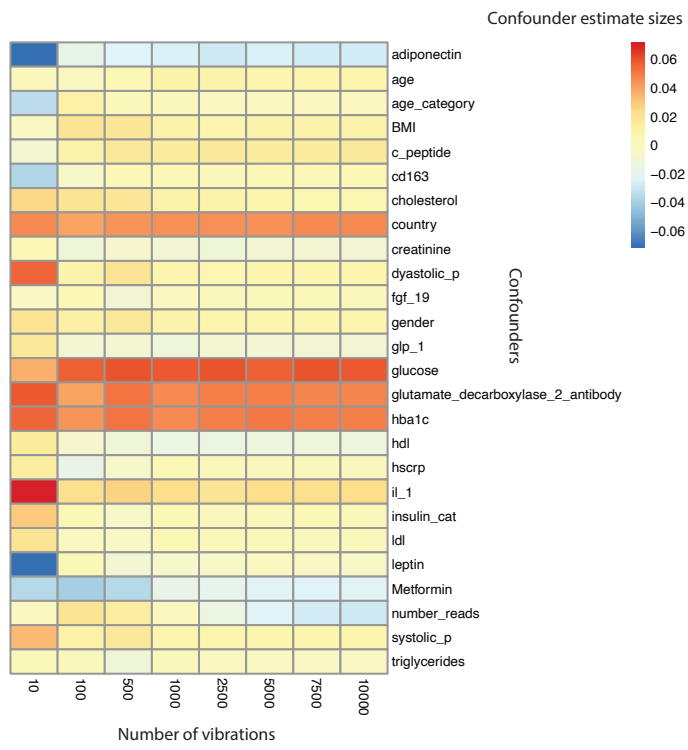 Confounder estimate sizes
adiponectin
age
age_category
BMI
c_peptide
cd163
cholesterol
country
creatinine
dyastolic_p
fgf_19
gender
glp_1
glucose
glutamate_decarboxylase_2_antibody
hba1c
hdl
hscrp
il_1
insulin_cat
ldl
leptin
Metformin
number_reads
systolic_p
triglycerides
0.06
0.04
0.02
0
−0.02
−0.04
−0.06
Confounders
10
100
500
1000
2500
5000
7500
10000
Number of vibrations